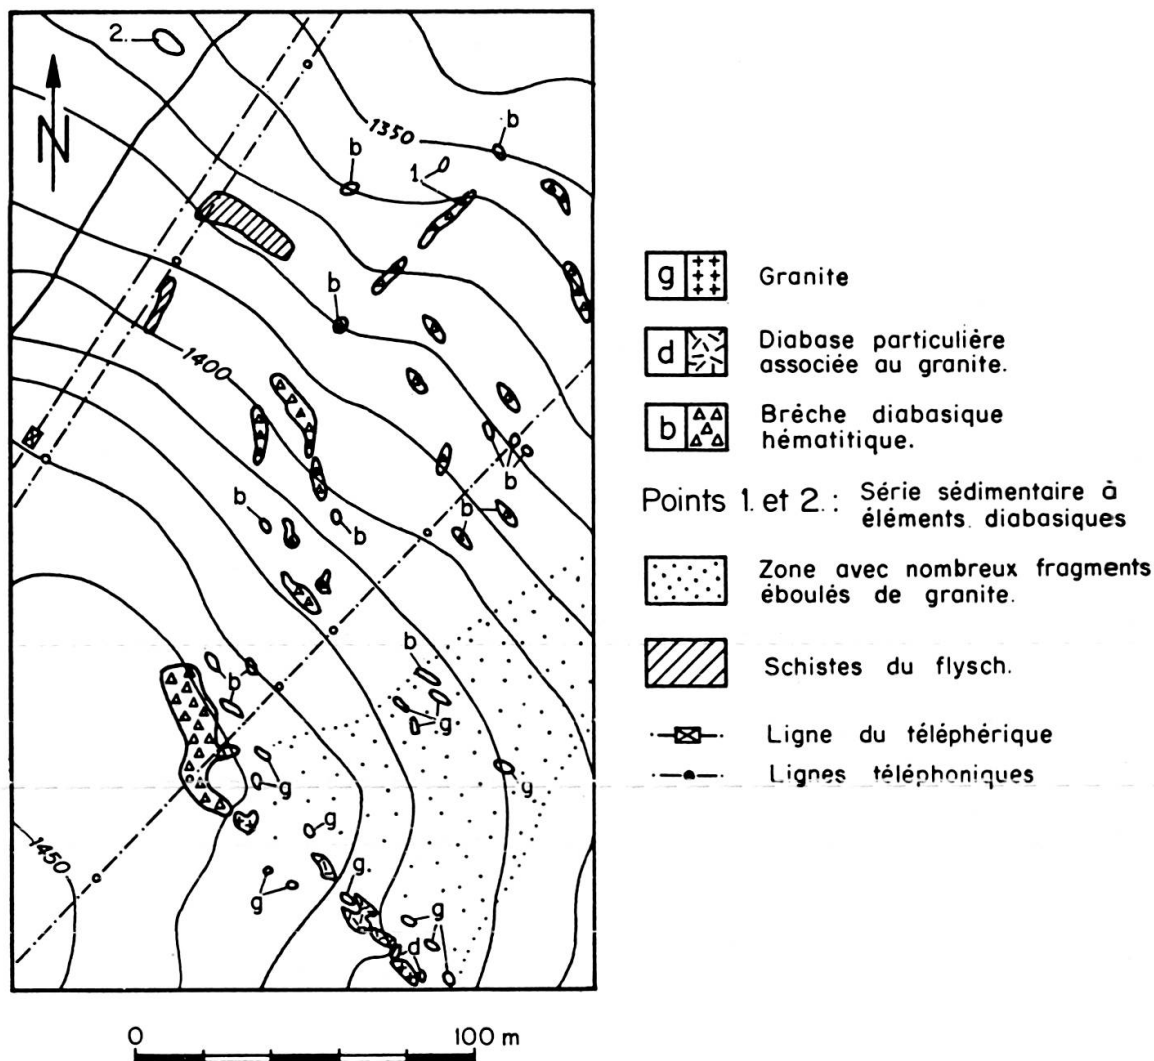 2.
N
1350
b
b
1.
b
1400
b
b
b
b
b
b
g
g
y
g
g.
g
g
d
1450
g Granite
d Diabase particulière
associée au granite.
b Brèche diabasique
hématitique.
Points 1. et 2. : Série sédimentaire à
éléments diabasiques
Zone avec nombreux fragments
éboulés de granite.
Schistes du flysch.
Ligne du téléphérique
Lignes téléphoniques
0 100 m